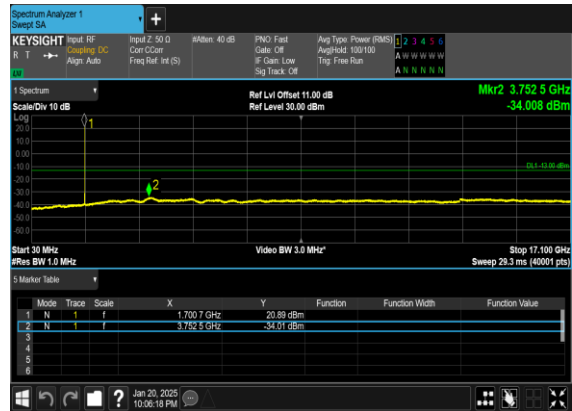 Spectrum Analyzer 1
Swept SA
+
KEYSIGHT Input: RF Input Z: 50 Ω #Atten: 40 dB PNO: Fast Avg Type: Power (RMS) 1 2 3 4 5 6
R T Coupling: DC Corr CCorr Gate: Off Avg|Hold: 100/100 A W W W W W
Align: Auto Freq Ref: Int (S) IF Gain: Low Trig: Free Run
Sig Track: Off A N N N N N
1 Spectrum Ref Lvl Offset 11.00 dB Mkr2 3.752 5 GHz
Scale/Div 10 dB Ref Level 30.00 dBm -34.008 dBm
Log
1
20.0
10.0
0.00
-10.0 DL1 -13.00 dBm
-20.0
2
-30.0
-40.0
-50.0
-60.0
Start 30 MHz Video BW 3.0 MHz* Stop 17.100 GHz
#Res BW 1.0 MHz Sweep 29.3 ms (40001 pts)
5 Marker Table
Mode Trace Scale X Y Function Function Width Function Value
1 N 1 f 1.700 7 GHz 20.89 dBm
2 N 1 f 3.752 5 GHz -34.01 dBm
3
4
5
6
? Jan 20, 2025
10:06:18 PM